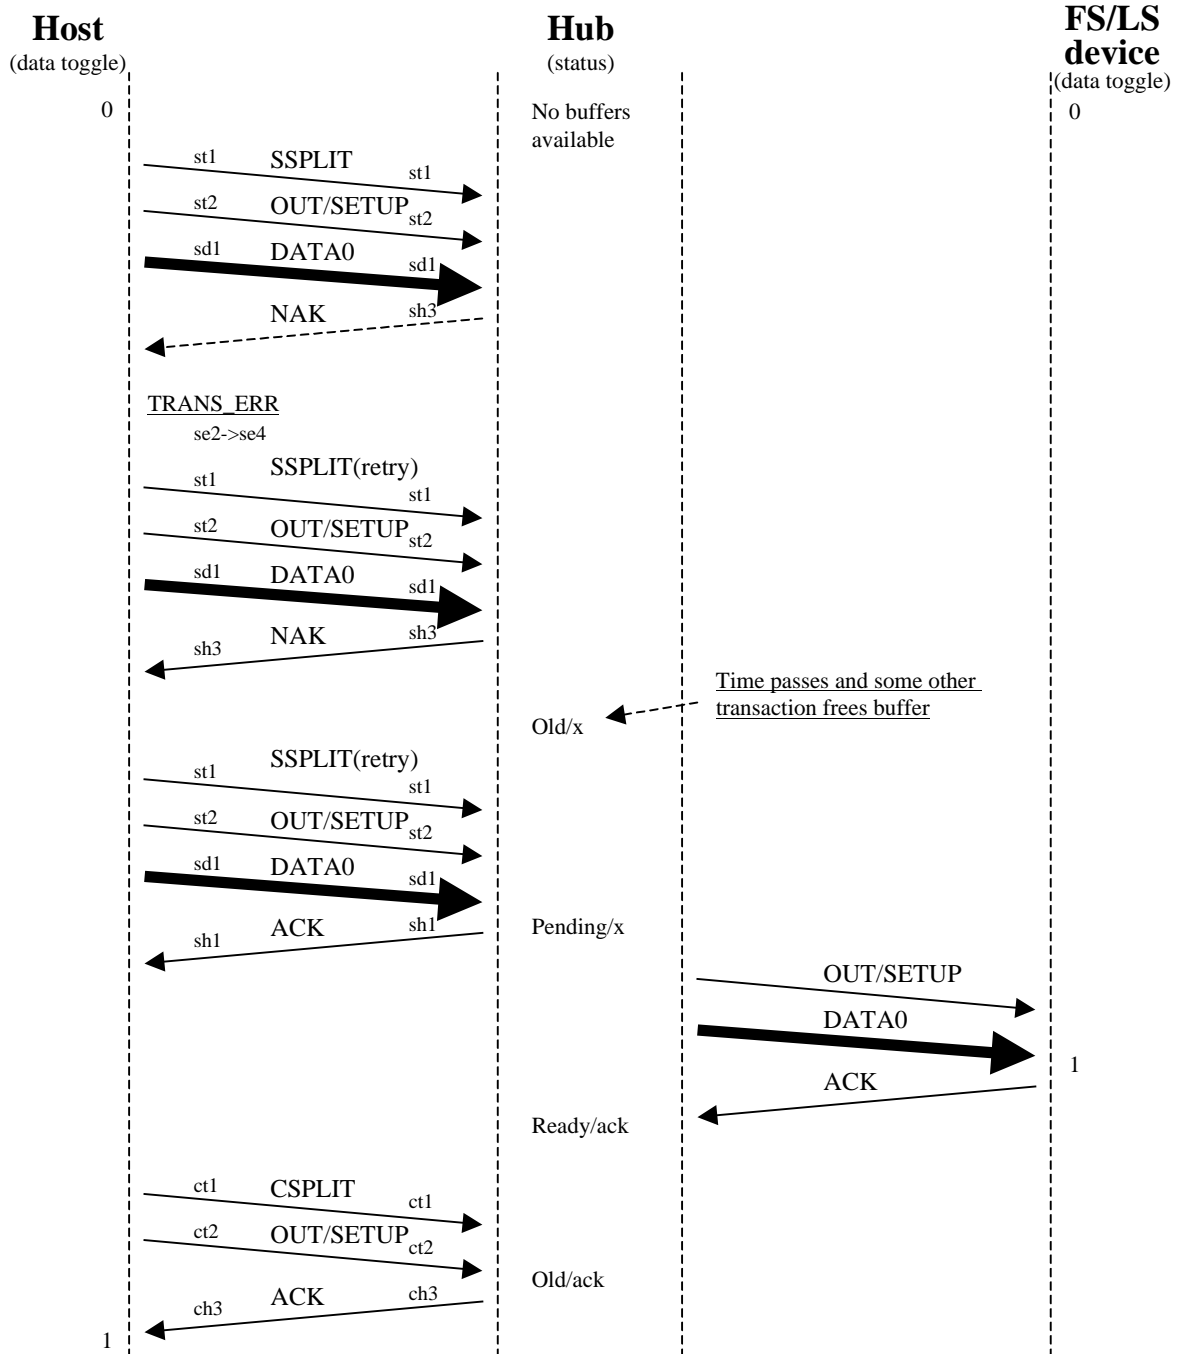 Host
(data toggle)
Hub
(status)
FS/LS
device
(data toggle)
0
No buffers
available
0
st1
SSPLIT
st1
st2
OUT/SETUP
st2
sd1
DATA0
sd1
NAK
sh3
TRANS_ERR
se2->se4
SSPLIT(retry)
st1
st1
st2
OUT/SETUP
st2
sd1
DATA0
sd1
NAK
sh3
sh3
Time passes and some other
transaction frees buffer
Old/x
SSPLIT(retry)
st1
st1
st2
OUT/SETUP
st2
sd1
DATA0
sd1
ACK
sh1
sh1
Pending/x
OUT/SETUP
DATA0
1
ACK
Ready/ack
ct1
CSPLIT
ct1
ct2
OUT/SETUP
ct2
Old/ack
ACK
ch3
ch3
1